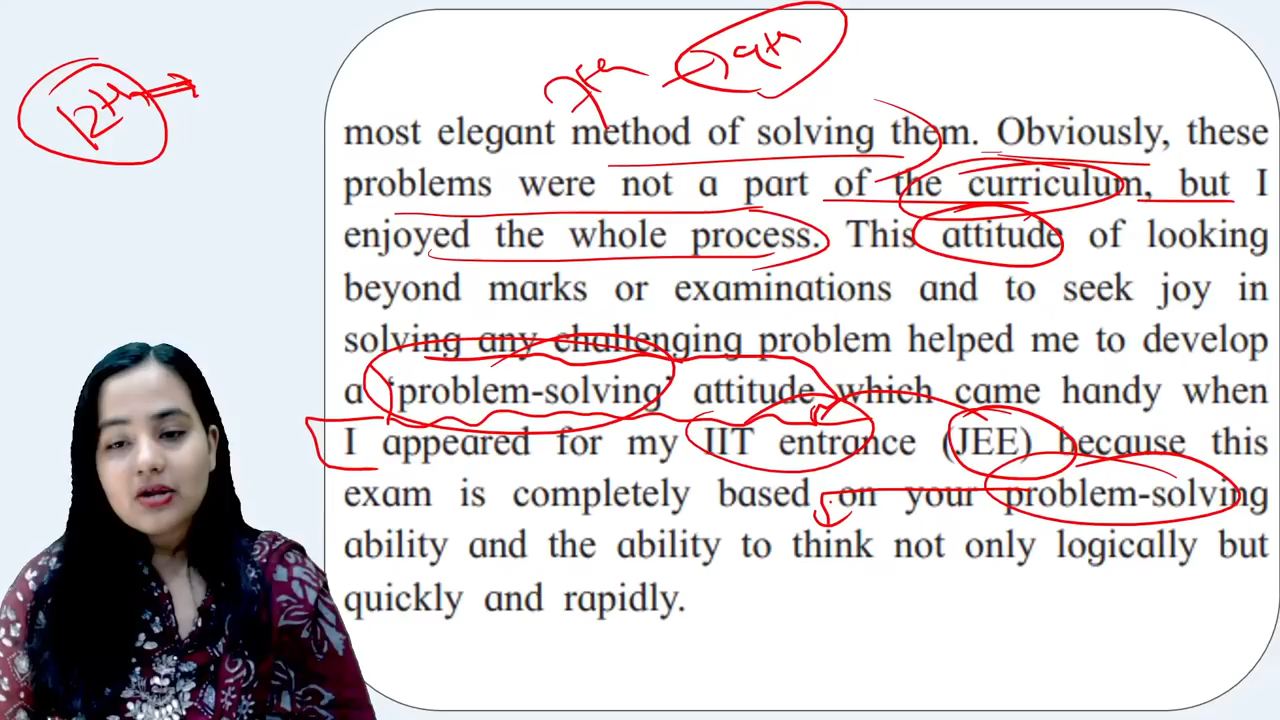 12th
7th 9th
most elegant method of solving them. Obviously, these
problems were not a part of the curriculum, but I
enjoyed the whole process. This attitude of looking
beyond marks or examinations and to seek joy in
solving any challenging problem helped me to develop
a ‘problem-solving’ attitude which came handy when
I appeared for my IIT entrance (JEE) because this
exam is completely based on your problem-solving
ability and the ability to think not only logically but
quickly and rapidly.